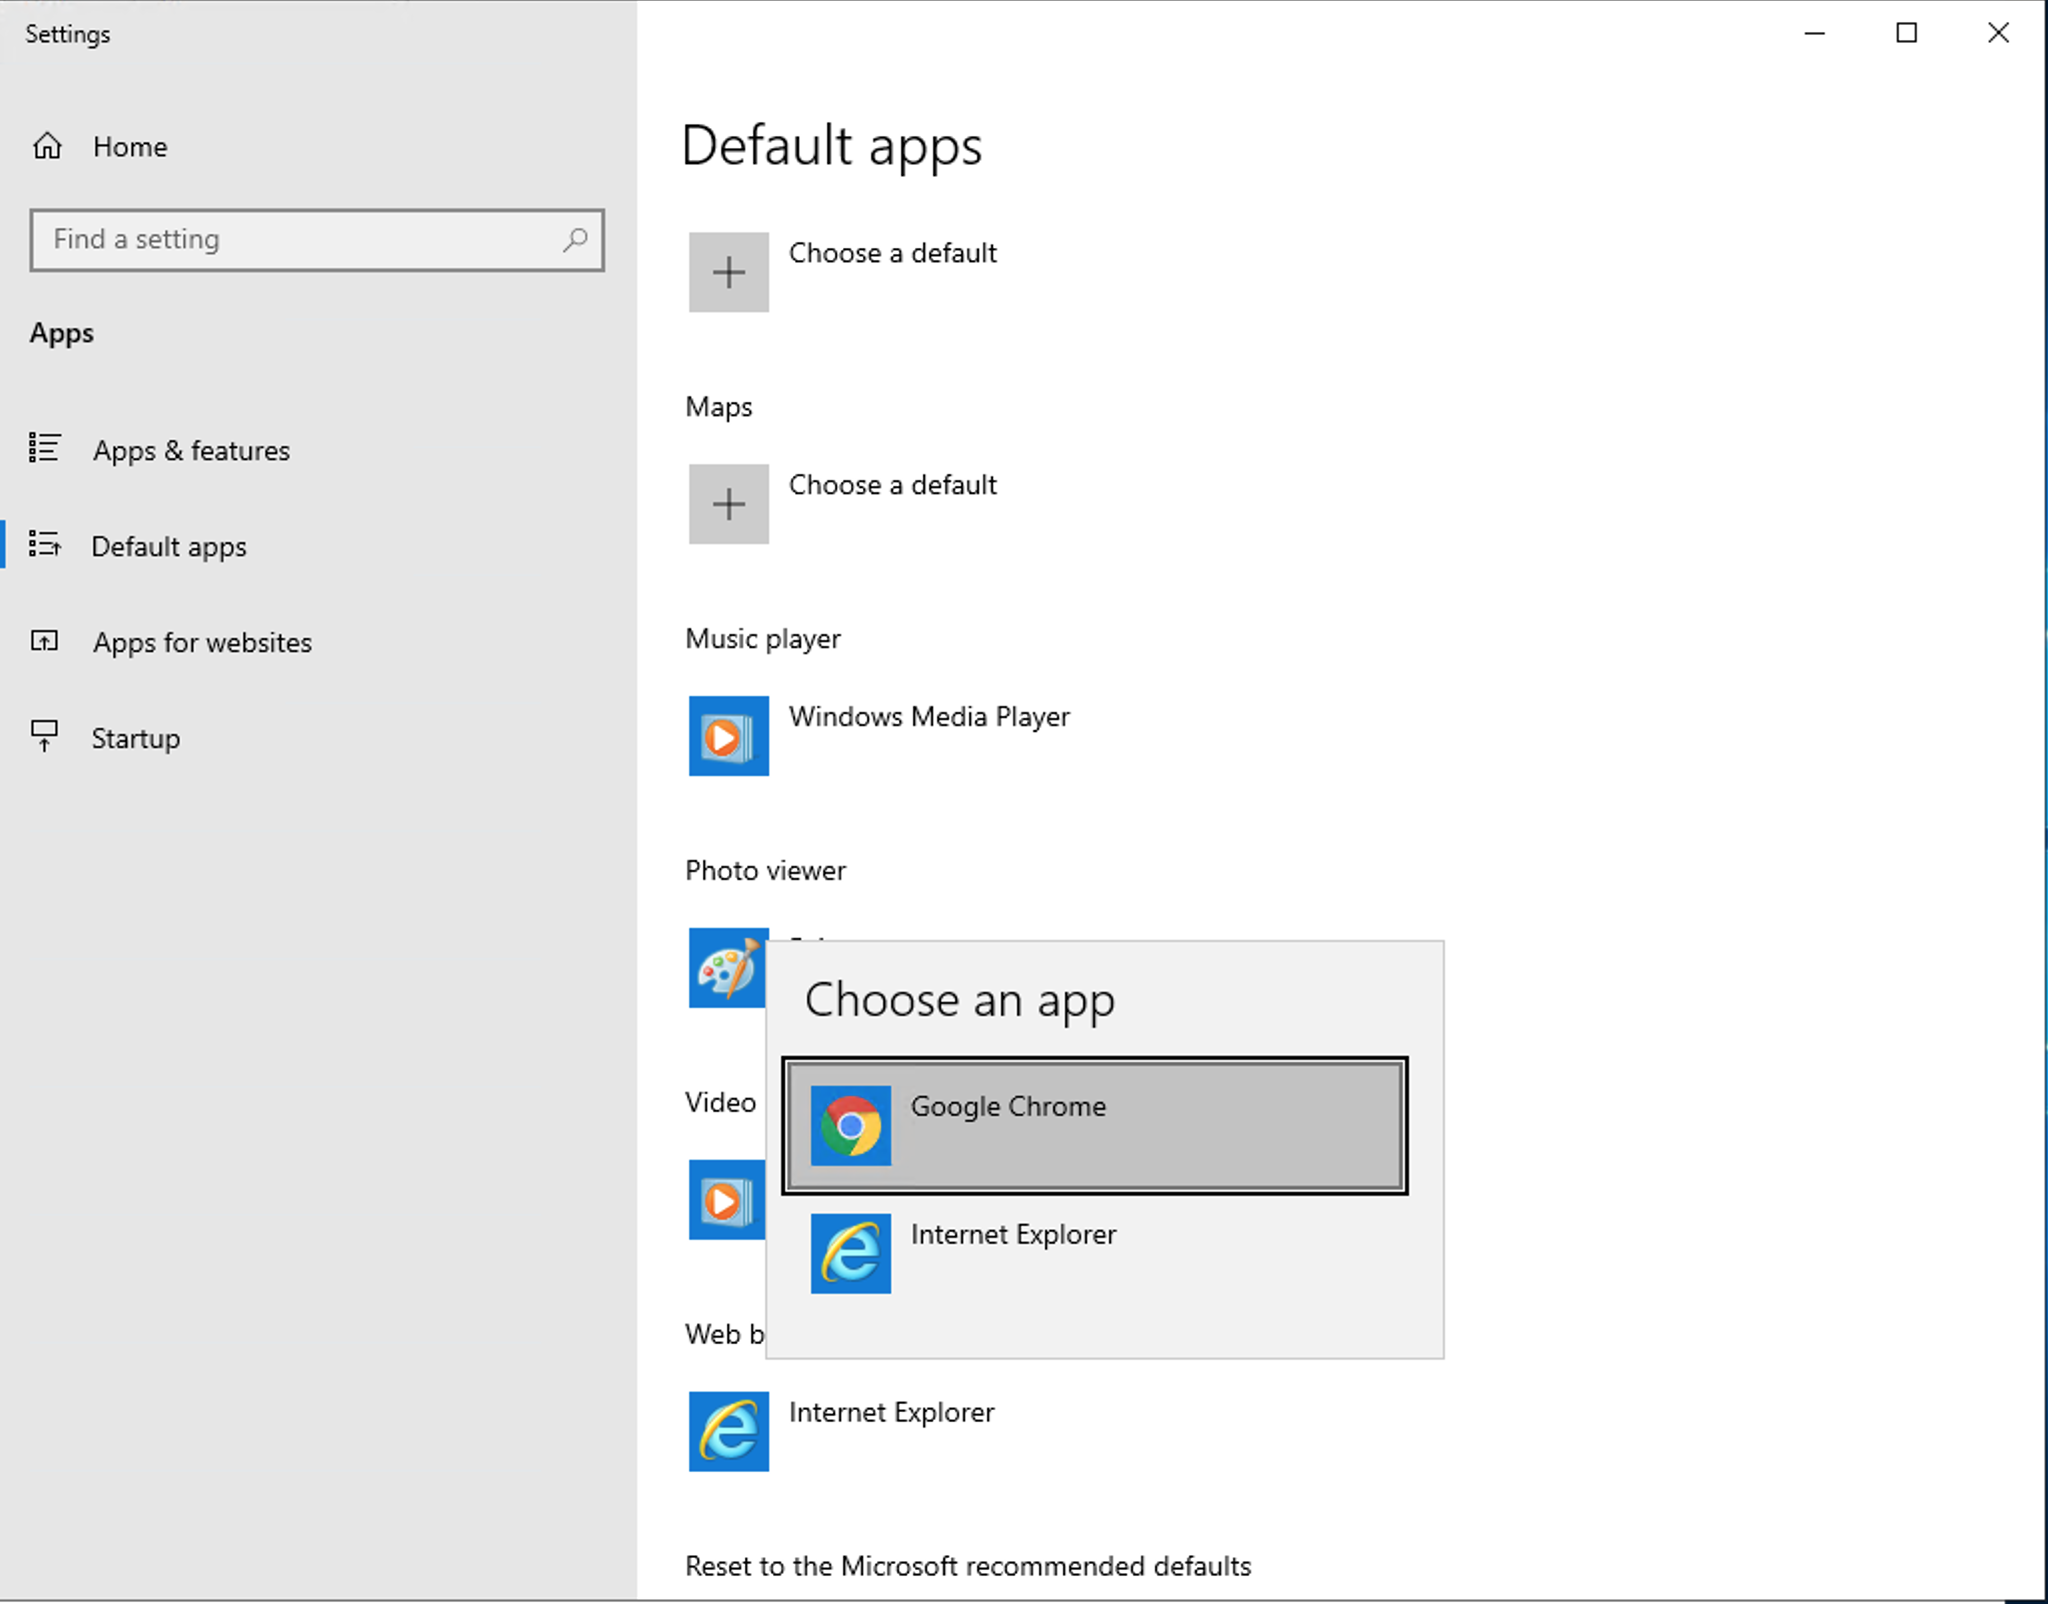 Settings
Home
Find a setting
Apps
Apps & features
Default apps
Apps for websites
Startup
Default apps
Choose a default
Maps
Choose a default
Music player
Windows Media Player
Photo viewer
Choose an app
Google Chrome
Internet Explorer
Video
Web b
Internet Explorer
Reset to the Microsoft recommended defaults